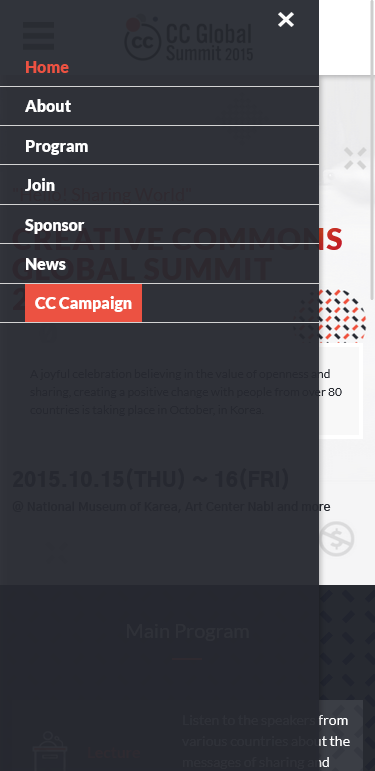 CC Global
Summit 2015
Home
About
Program
Join
Sponsor
News
CC Campaign
"Hello! Sharing World"
CREATIVE COMMONS
GLOBAL SUMMIT
2
A joyful celebration believing in the value of openness and
sharing, creating a positive change with people from over 80
countries is taking place in October, in Korea.
2015.10.15(THU) ~ 16(FRI)
@ National Museum of Korea, Art Center Nabi and more
Main Program
Listen to the speakers from
various countries about the
messages of sharing and